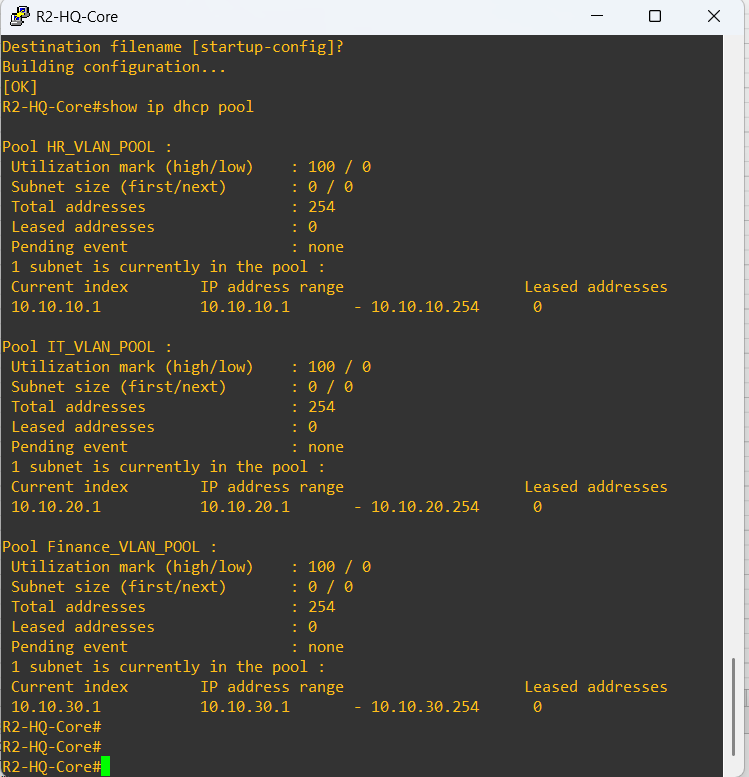 R2-HQ-Core
Destination filename [startup-config]?
Building configuration...
[OK]
R2-HQ-Core#show ip dhcp pool
Pool HR_VLAN_POOL :
Utilization mark (high/low)    : 100 / 0
Subnet size (first/next)       : 0 / 0
Total addresses                : 254
Leased addresses               : 0
Pending event                  : none
1 subnet is currently in the pool :
Current index        IP address range                    Leased addresses
10.10.10.1           10.10.10.1       - 10.10.10.254      0
Pool IT_VLAN_POOL :
Utilization mark (high/low)    : 100 / 0
Subnet size (first/next)       : 0 / 0
Total addresses                : 254
Leased addresses               : 0
Pending event                  : none
1 subnet is currently in the pool :
Current index        IP address range                    Leased addresses
10.10.20.1           10.10.20.1       - 10.10.20.254      0
Pool Finance_VLAN_POOL :
Utilization mark (high/low)    : 100 / 0
Subnet size (first/next)       : 0 / 0
Total addresses                : 254
Leased addresses               : 0
Pending event                  : none
1 subnet is currently in the pool :
Current index        IP address range                    Leased addresses
10.10.30.1           10.10.30.1       - 10.10.30.254      0
R2-HQ-Core#
R2-HQ-Core#
R2-HQ-Core#